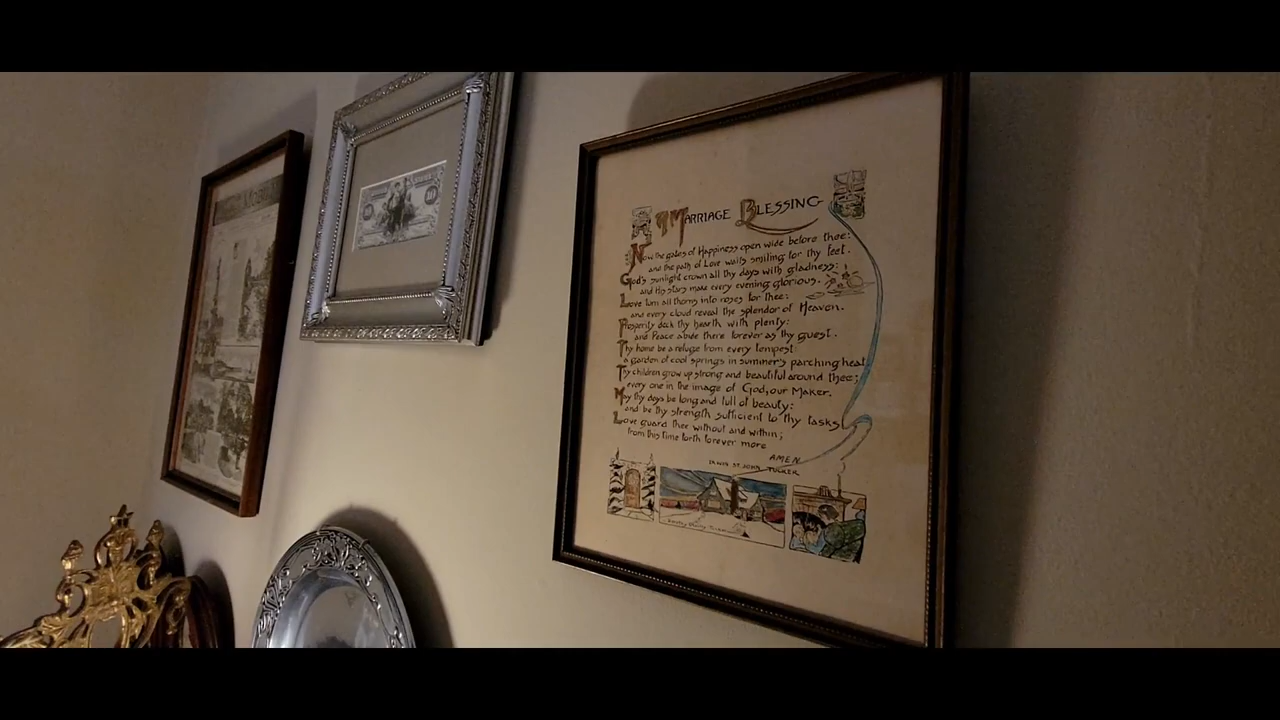 A Marriage Blessing
Now the gates of Happiness open wide before thee:
and the path of Love waits smiling for thy feet.
God's sunlight crown all thy days with gladness:
and His stars make every evening glorious.
Love turn all thorns into roses for thee:
and every cloud reveal the splendor of Heaven.
Prosperity deck thy hearth with plenty:
and Peace abide there forever as thy guest.
Thy home be a refuge from every tempest:
a garden of cool springs in summer's parching heat
Thy children grow up strong and beautiful around thee;
every one in the image of God, our Maker.
May thy days be long and full of beauty:
and be thy strength sufficient to thy tasks
Love guard thee without and within;
from this time forth forever more
AMEN
ST. JOHN TUCKER
10
10